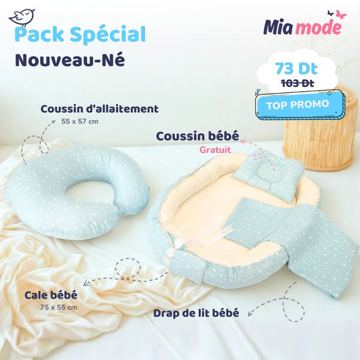 Pack Spécial
Nouveau-Né
Mia mode
73 Dt
103 Dt
TOP PROMO
Coussin d'allaitement
55 x 57 cm
Coussin bébé
Gratuit
Cale bébé
75 x 55 cm
Drap de lit bébé